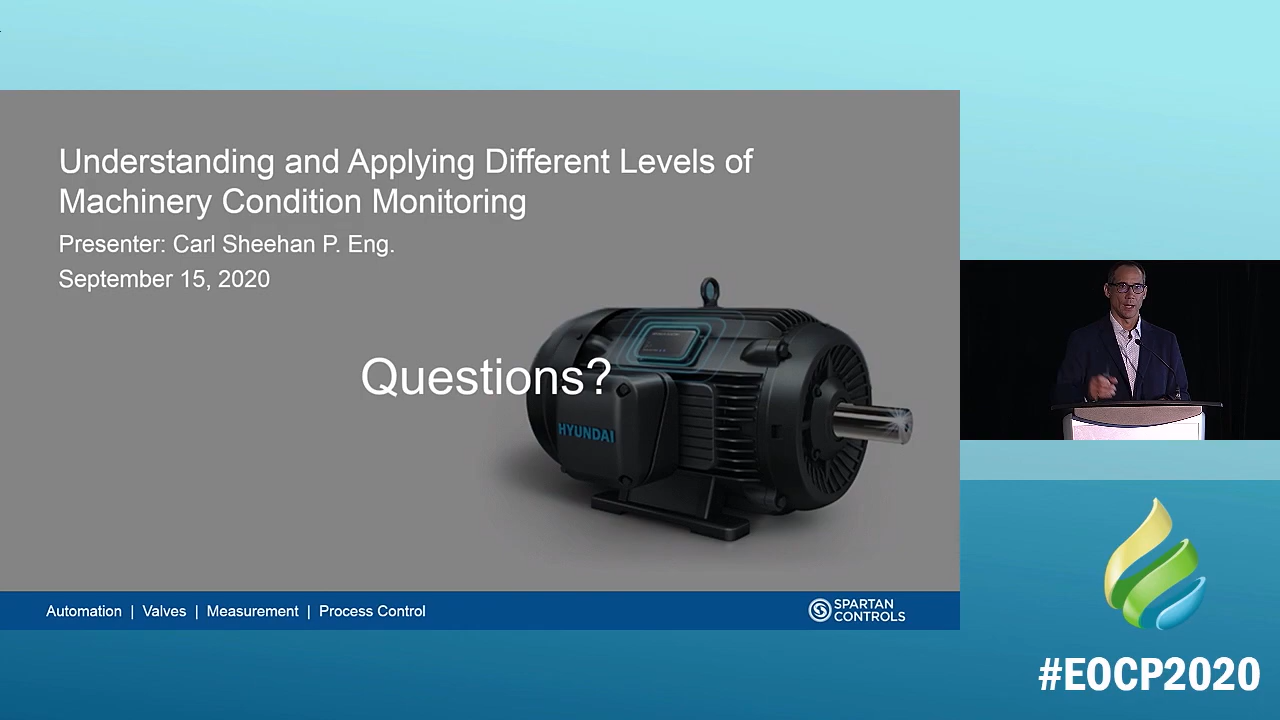 Understanding and Applying Different Levels of
Machinery Condition Monitoring
Presenter: Carl Sheehan P. Eng.
September 15, 2020
Questions?
HYUNDAI
Automation | Valves | Measurement | Process Control
SPARTAN
CONTROLS
#EOCP2020